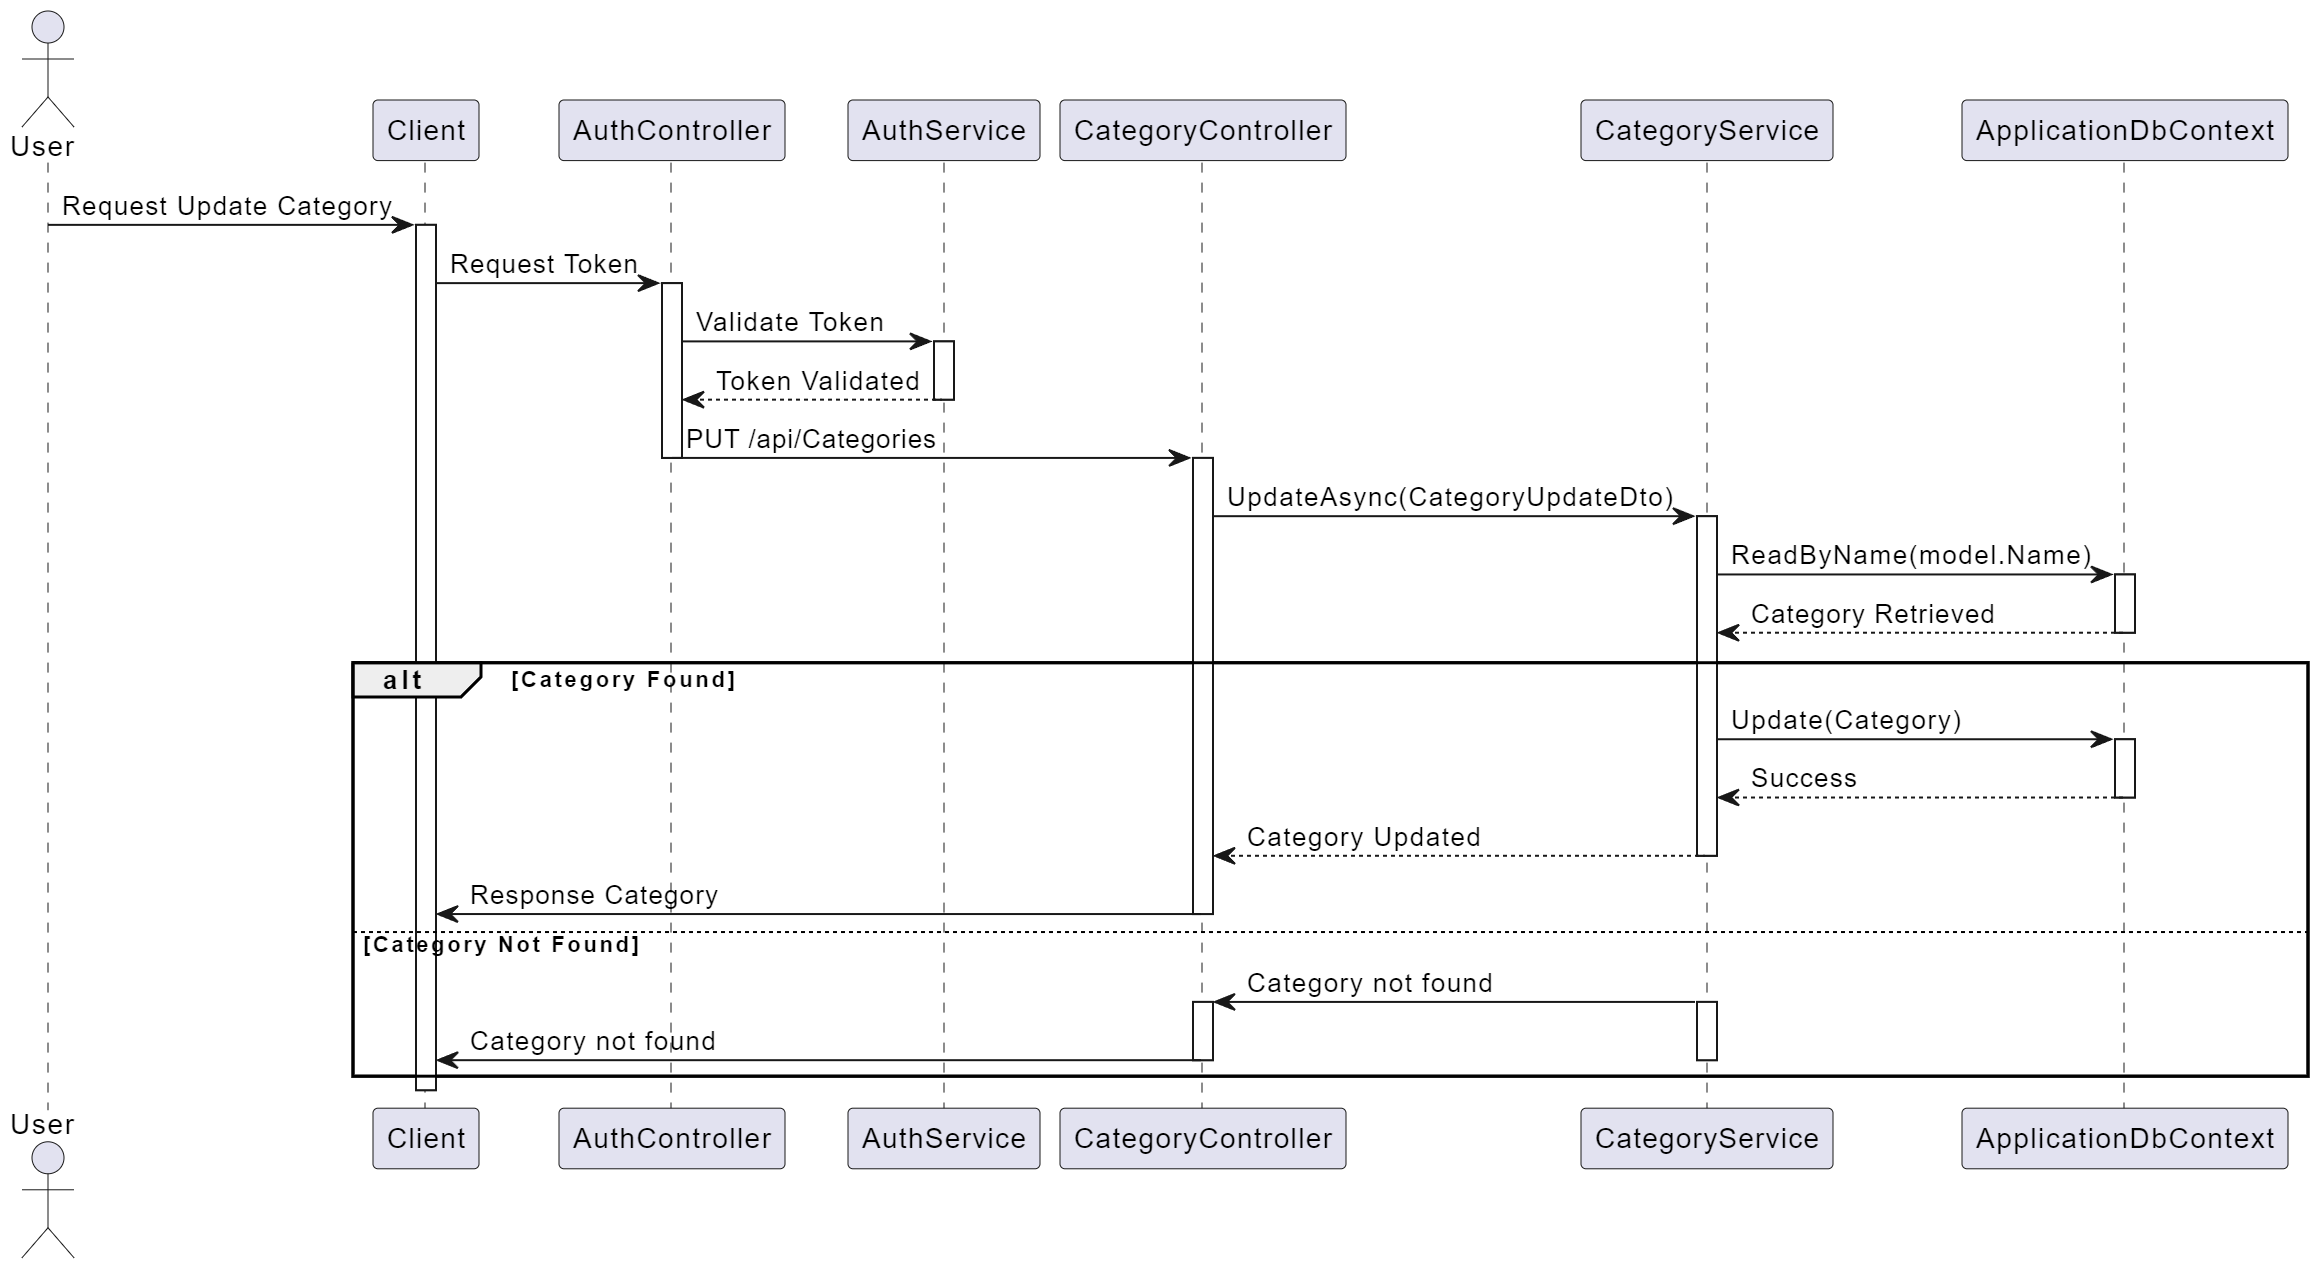 User
Client
AuthController
AuthService
CategoryController
CategoryService
ApplicationDbContext
Request Update Category
Request Token
Validate Token
Token Validated
PUT /api/Categories
UpdateAsync(CategoryUpdateDto)
ReadByName(model.Name)
Category Retrieved
alt
[Category Found]
Update(Category)
Success
Category Updated
Response Category
[Category Not Found]
Category not found
Category not found
User
Client
AuthController
AuthService
CategoryController
CategoryService
ApplicationDbContext